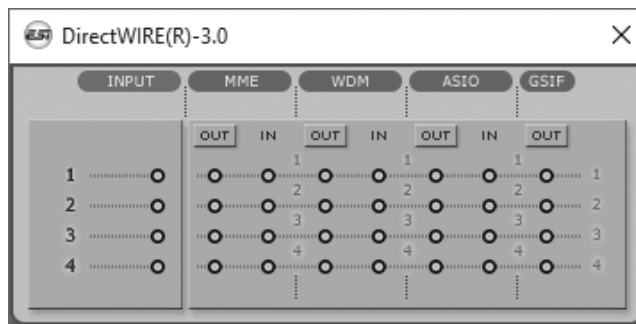 ESI DirectWIRE(R)-3.0
INPUT MME WDM ASIO GSIF
OUT IN OUT IN OUT IN OUT
1 1 1 1 1
2 2 2 2 2
3 3 3 3 3
4 4 4 4 4